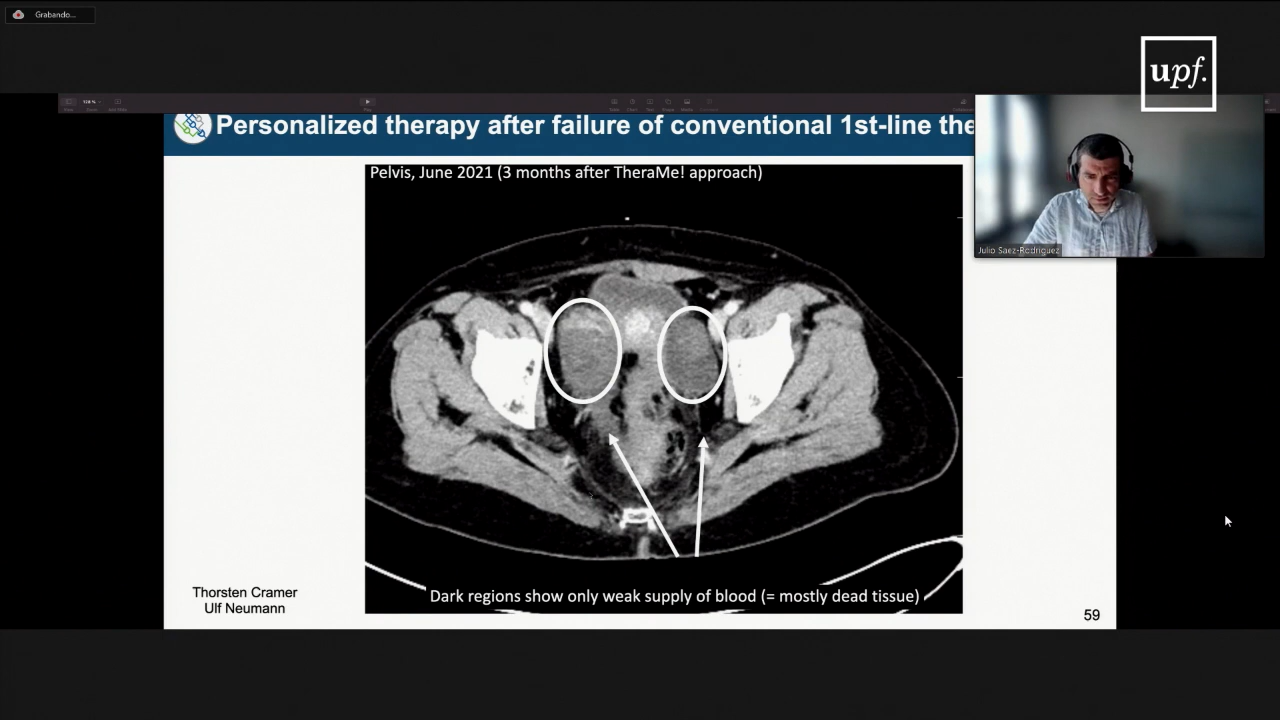 Grabando...
upf.
128 %
Personalized therapy after failure of conventional 1st-line the
Pelvis, June 2021 (3 months after TheraMe! approach)
Julio Saez-Rodriguez
Dark regions show only weak supply of blood (= mostly dead tissue)
Thorsten Cramer
Ulf Neumann
59